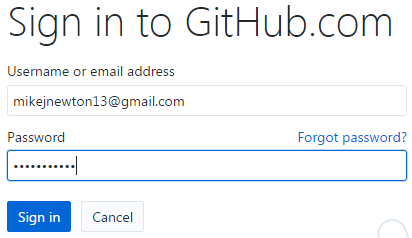 Sign in to GitHub.com
Username or email address
mikejnewton13@gmail.com
Password Forgot password?
•••••••••••
Sign in Cancel